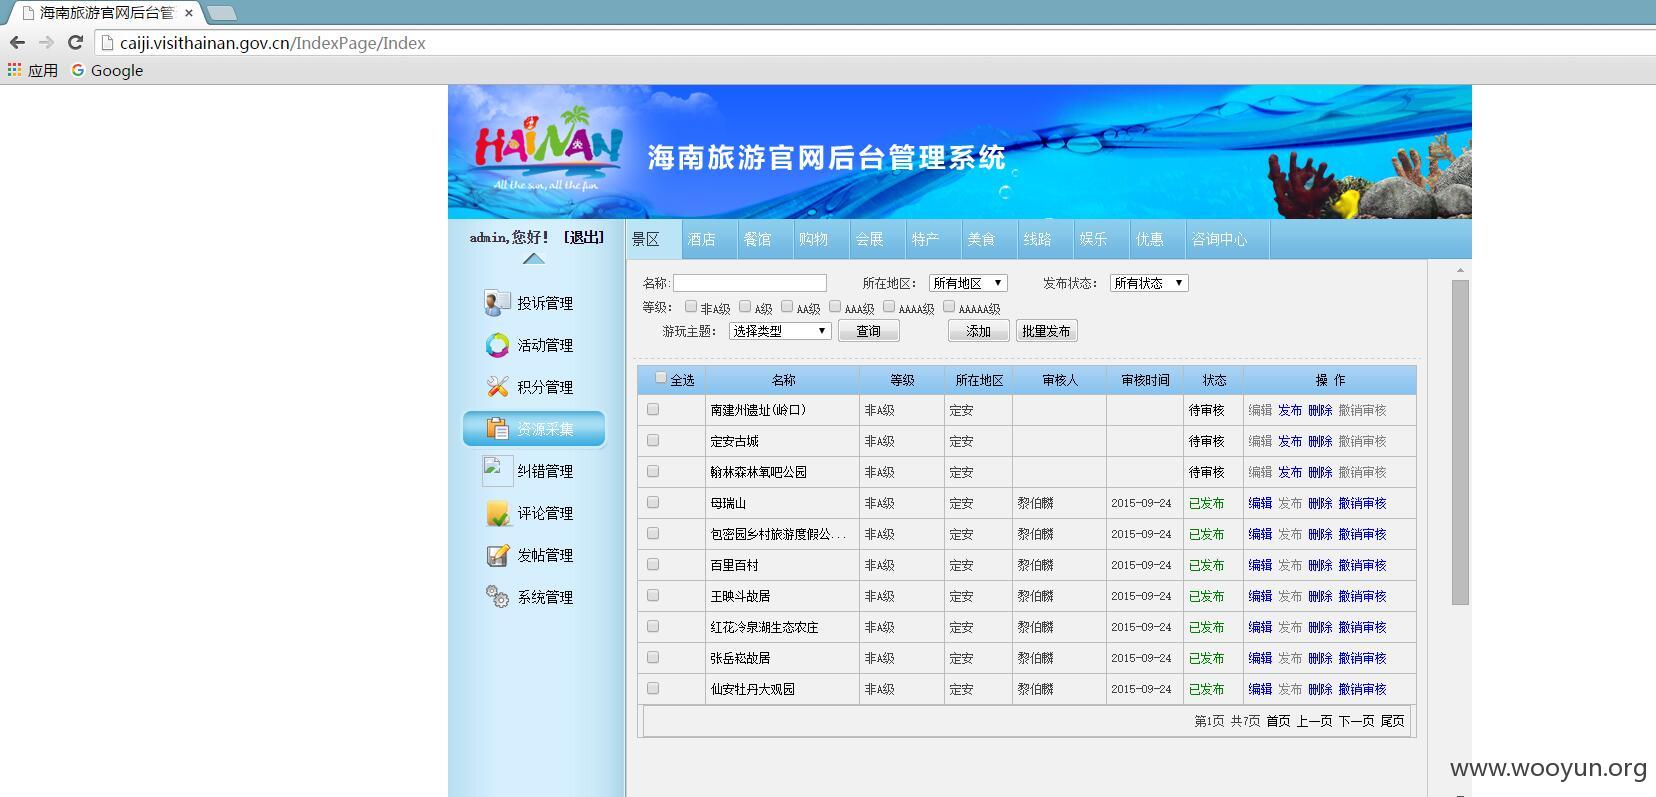 海南旅游官网后台管
caiji.visithainan.gov.cn/IndexPage/Index
应用 Google
HAINAN
All the sun, all the fun
海南旅游官网后台管理系统
admin,您好! [退出]
景区 酒店 餐馆 购物 会展 特产 美食 线路 娱乐 优惠 咨询中心
投诉管理
活动管理
积分管理
资源采集
纠错管理
评论管理
发帖管理
系统管理
名称: 所在地区: 所有地区 发布状态: 所有状态
等级: 非A级 A级 AA级 AAA级 AAAA级 AAAAA级
游玩主题: 选择类型 查询 添加 批量发布
全选 名称 等级 所在地区 审核人 审核时间 状态 操 作
南建州遗址(岭口) 非A级 定安 待审核 编辑 发布 删除 撤销审核
定安古城 非A级 定安 待审核 编辑 发布 删除 撤销审核
翰林森林氧吧公园 非A级 定安 待审核 编辑 发布 删除 撤销审核
母瑞山 非A级 定安 黎伯麟 2015-09-24 已发布 编辑 发布 删除 撤销审核
包密园乡村旅游度假公... 非A级 定安 黎伯麟 2015-09-24 已发布 编辑 发布 删除 撤销审核
百里百村 非A级 定安 黎伯麟 2015-09-24 已发布 编辑 发布 删除 撤销审核
王映斗故居 非A级 定安 黎伯麟 2015-09-24 已发布 编辑 发布 删除 撤销审核
红花冷泉湖生态农庄 非A级 定安 黎伯麟 2015-09-24 已发布 编辑 发布 删除 撤销审核
张岳崧故居 非A级 定安 黎伯麟 2015-09-24 已发布 编辑 发布 删除 撤销审核
仙安牡丹大观园 非A级 定安 黎伯麟 2015-09-24 已发布 编辑 发布 删除 撤销审核
第1页 共7页 首页 上一页 下一页 尾页
www.wooyun.org